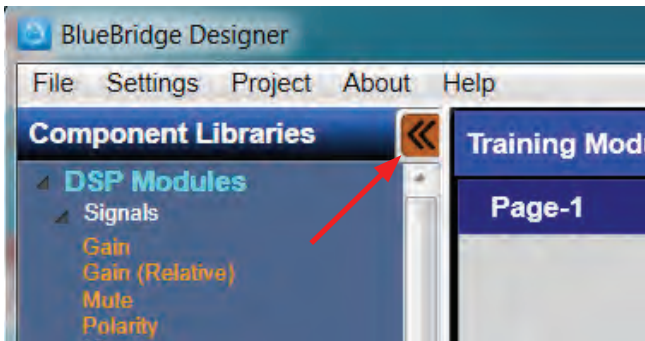 BlueBridge Designer
File Settings Project About Help
Component Libraries
Training
Page-1
DSP Modules
Signals
Gain
Gain (Relative)
Mute
Polarity